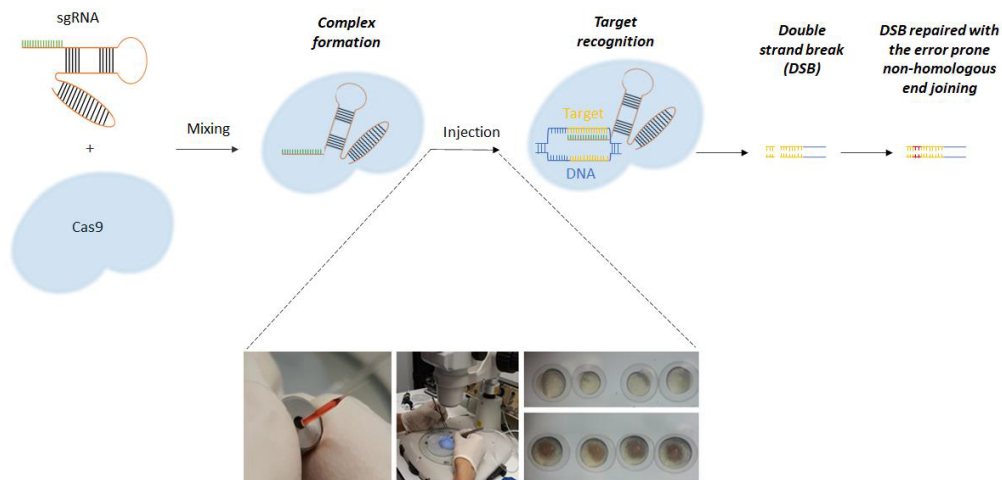 sgRNA
+
Cas9
Mixing
Complex
formation
Injection
Target
recognition
Target
DNA
Double
strand break
(DSB)
DSB repaired with
the error prone
non-homologous
end joining